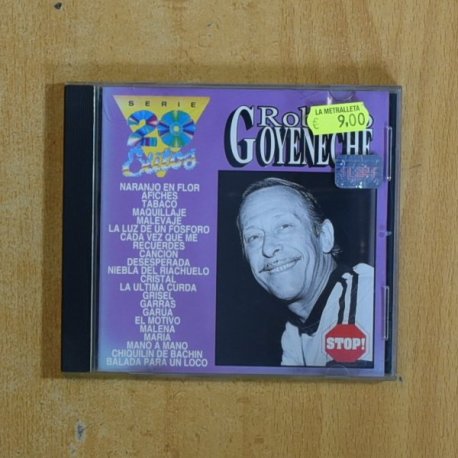 SERIE
20
Exitos
LA METRALLETA
€ 9,00
Rob
GOYENECHE
NARANJO EN FLOR
AFICHES
TABACO
MAQUILLAJE
MALEVAJE
LA LUZ DE UN FOSFORO
CADA VEZ QUE ME
RECUERDES
CANCION
DESESPERADA
NIEBLA DEL RIACHUELO
CRISTAL
LA ULTIMA CURDA
GRISEL
GARRAS
GARUA
EL MOTIVO
MALENA
MARIA
MANO A MANO
CHIQUILIN DE BACHIN
BALADA PARA UN LOCO
STOP!